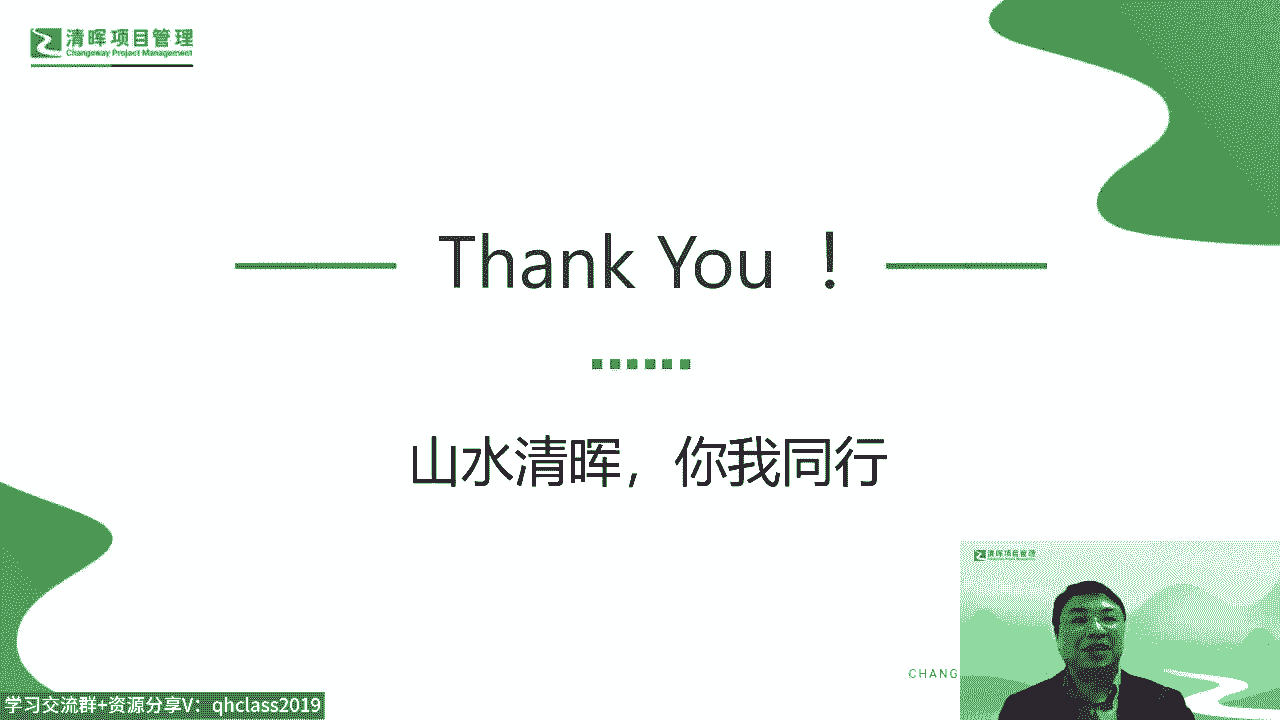 清晖项目管理
Changeway Project Management
Thank You ！
山水清晖，你我同行
清晖项目管理
CHANG
学习交流群+资源分享V：qhclass2019